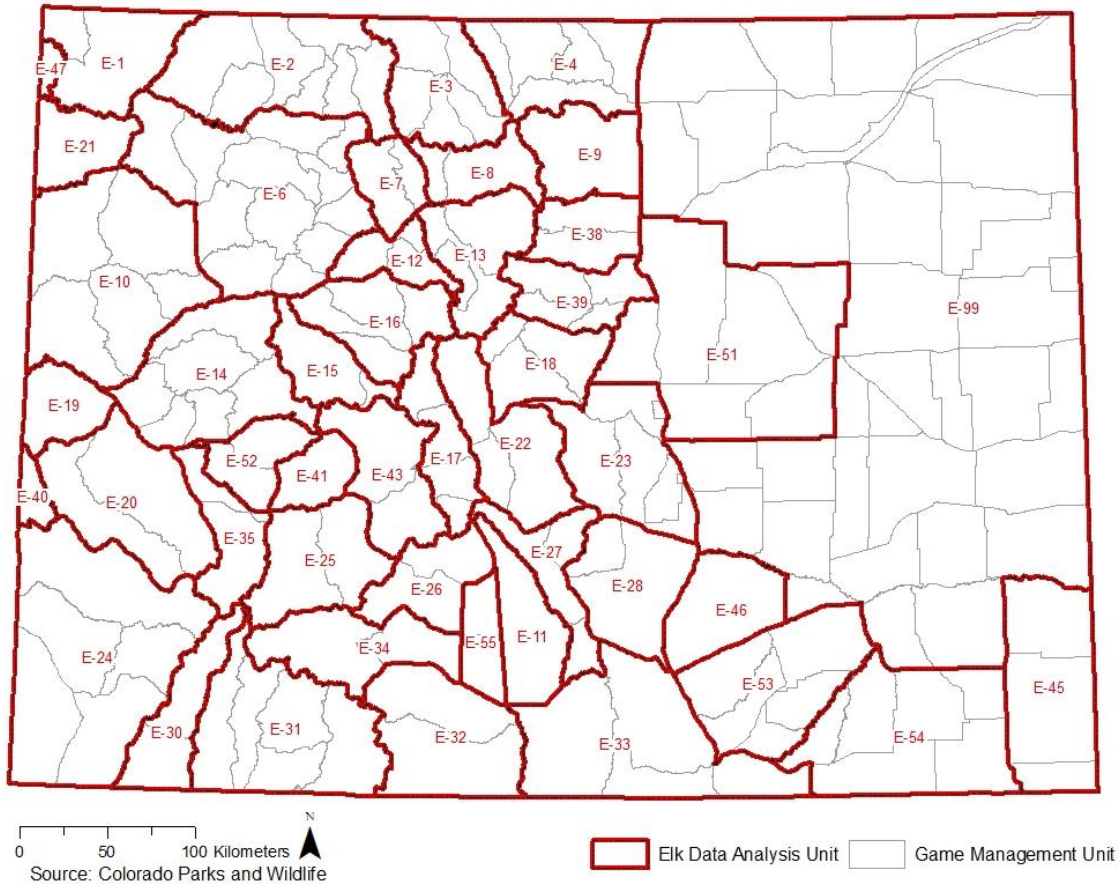 E-1
E-2
E-3
E-4
E-47
E-21
E-9
E-6
E-7
E-8
E-38
E-13
E-12
E-10
E-39
E-99
E-16
E-51
E-18
E-15
E-14
E-19
E-22
E-17
E-23
E-52
E-41
E-43
E-40
E-20
E-35
E-27
E-25
E-28
E-26
E-46
E-11
E-34
E-55
E-24
E-53
E-45
E-30
E-31
E-32
E-33
E-54
N
0 50 100 Kilometers
Source: Colorado Parks and Wildlife
Elk Data Analysis Unit
Game Management Unit